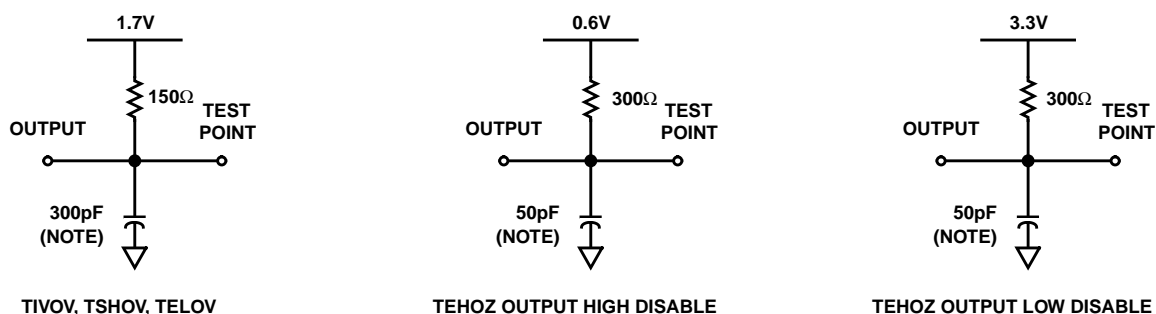 1.7V
150Ω
OUTPUT
TEST
POINT
300pF
(NOTE)
TIVOV, TSHOV, TELOV
0.6V
300Ω
OUTPUT
TEST
POINT
50pF
(NOTE)
TEHOZ OUTPUT HIGH DISABLE
3.3V
300Ω
OUTPUT
TEST
POINT
50pF
(NOTE)
TEHOZ OUTPUT LOW DISABLE